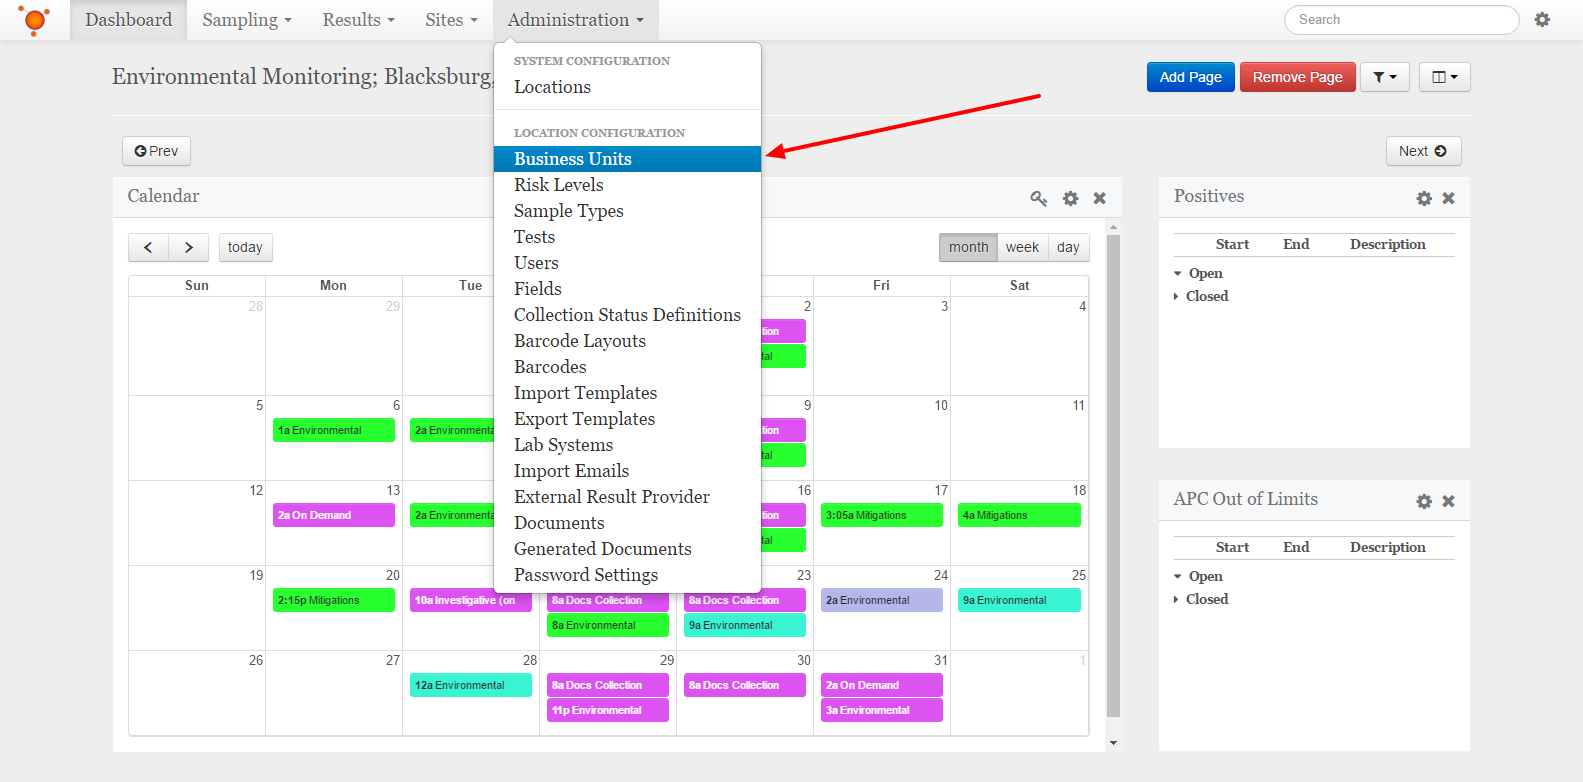 Dashboard Sampling Results Sites Administration Search
Environmental Monitoring; Blacksburg,
Add Page Remove Page
SYSTEM CONFIGURATION
Locations
LOCATION CONFIGURATION
Business Units
Risk Levels
Sample Types
Tests
Users
Fields
Collection Status Definitions
Barcode Layouts
Barcodes
Import Templates
Export Templates
Lab Systems
Import Emails
External Result Provider
Documents
Generated Documents
Password Settings
Prev Next
Calendar
today month week day
Sun Mon Tue Fri Sat
28 29 2 3 4
tion
tal
5 6 9 10 11
1a Environmental 2a Environmenta tion
tal
12 13 16 17 18
2a On Demand 2a Environmenta tion 3:05a Mitigations 4a Mitigations
tal
19 20 23 24 25
2:15p Mitigations 10a Investigative (on 8a Docs Collection 8a Docs Collection 2a Environmental 9a Environmental
8a Environmental 9a Environmental
26 27 28 29 30 31 1
12a Environmental 8a Docs Collection 8a Docs Collection 2a On Demand
11p Environmental 3a Environmental
Positives
Start End Description
Open
Closed
APC Out of Limits
Start End Description
Open
Closed